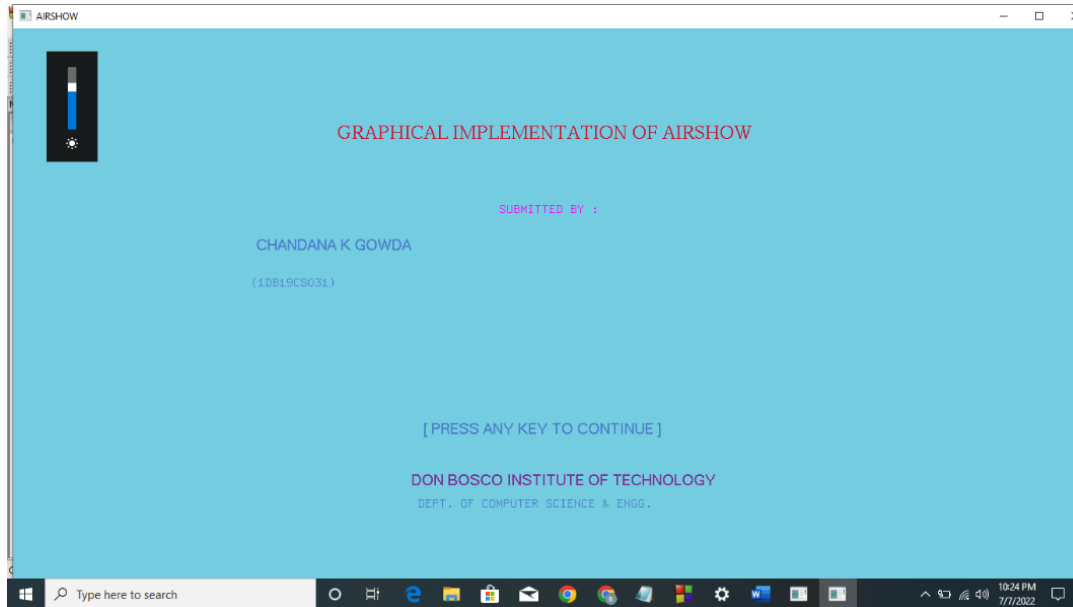 AIRSHOW
GRAPHICAL IMPLEMENTATION OF AIRSHOW
SUBMITTED BY :
CHANDANA K GOWDA
(1DB19CS031)
[ PRESS ANY KEY TO CONTINUE ]
DON BOSCO INSTITUTE OF TECHNOLOGY
DEPT. OF COMPUTER SCIENCE & ENGG.
Type here to search
10:24 PM
7/7/2022